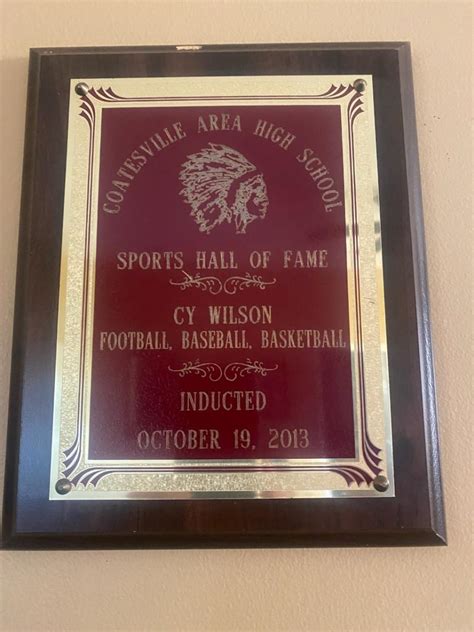 COATESVILLE AREA HIGH SCHOOL
SPORTS HALL OF FAME
CY WILSON
FOOTBALL, BASEBALL, BASKETBALL
INDUCTED
OCTOBER 19, 2013